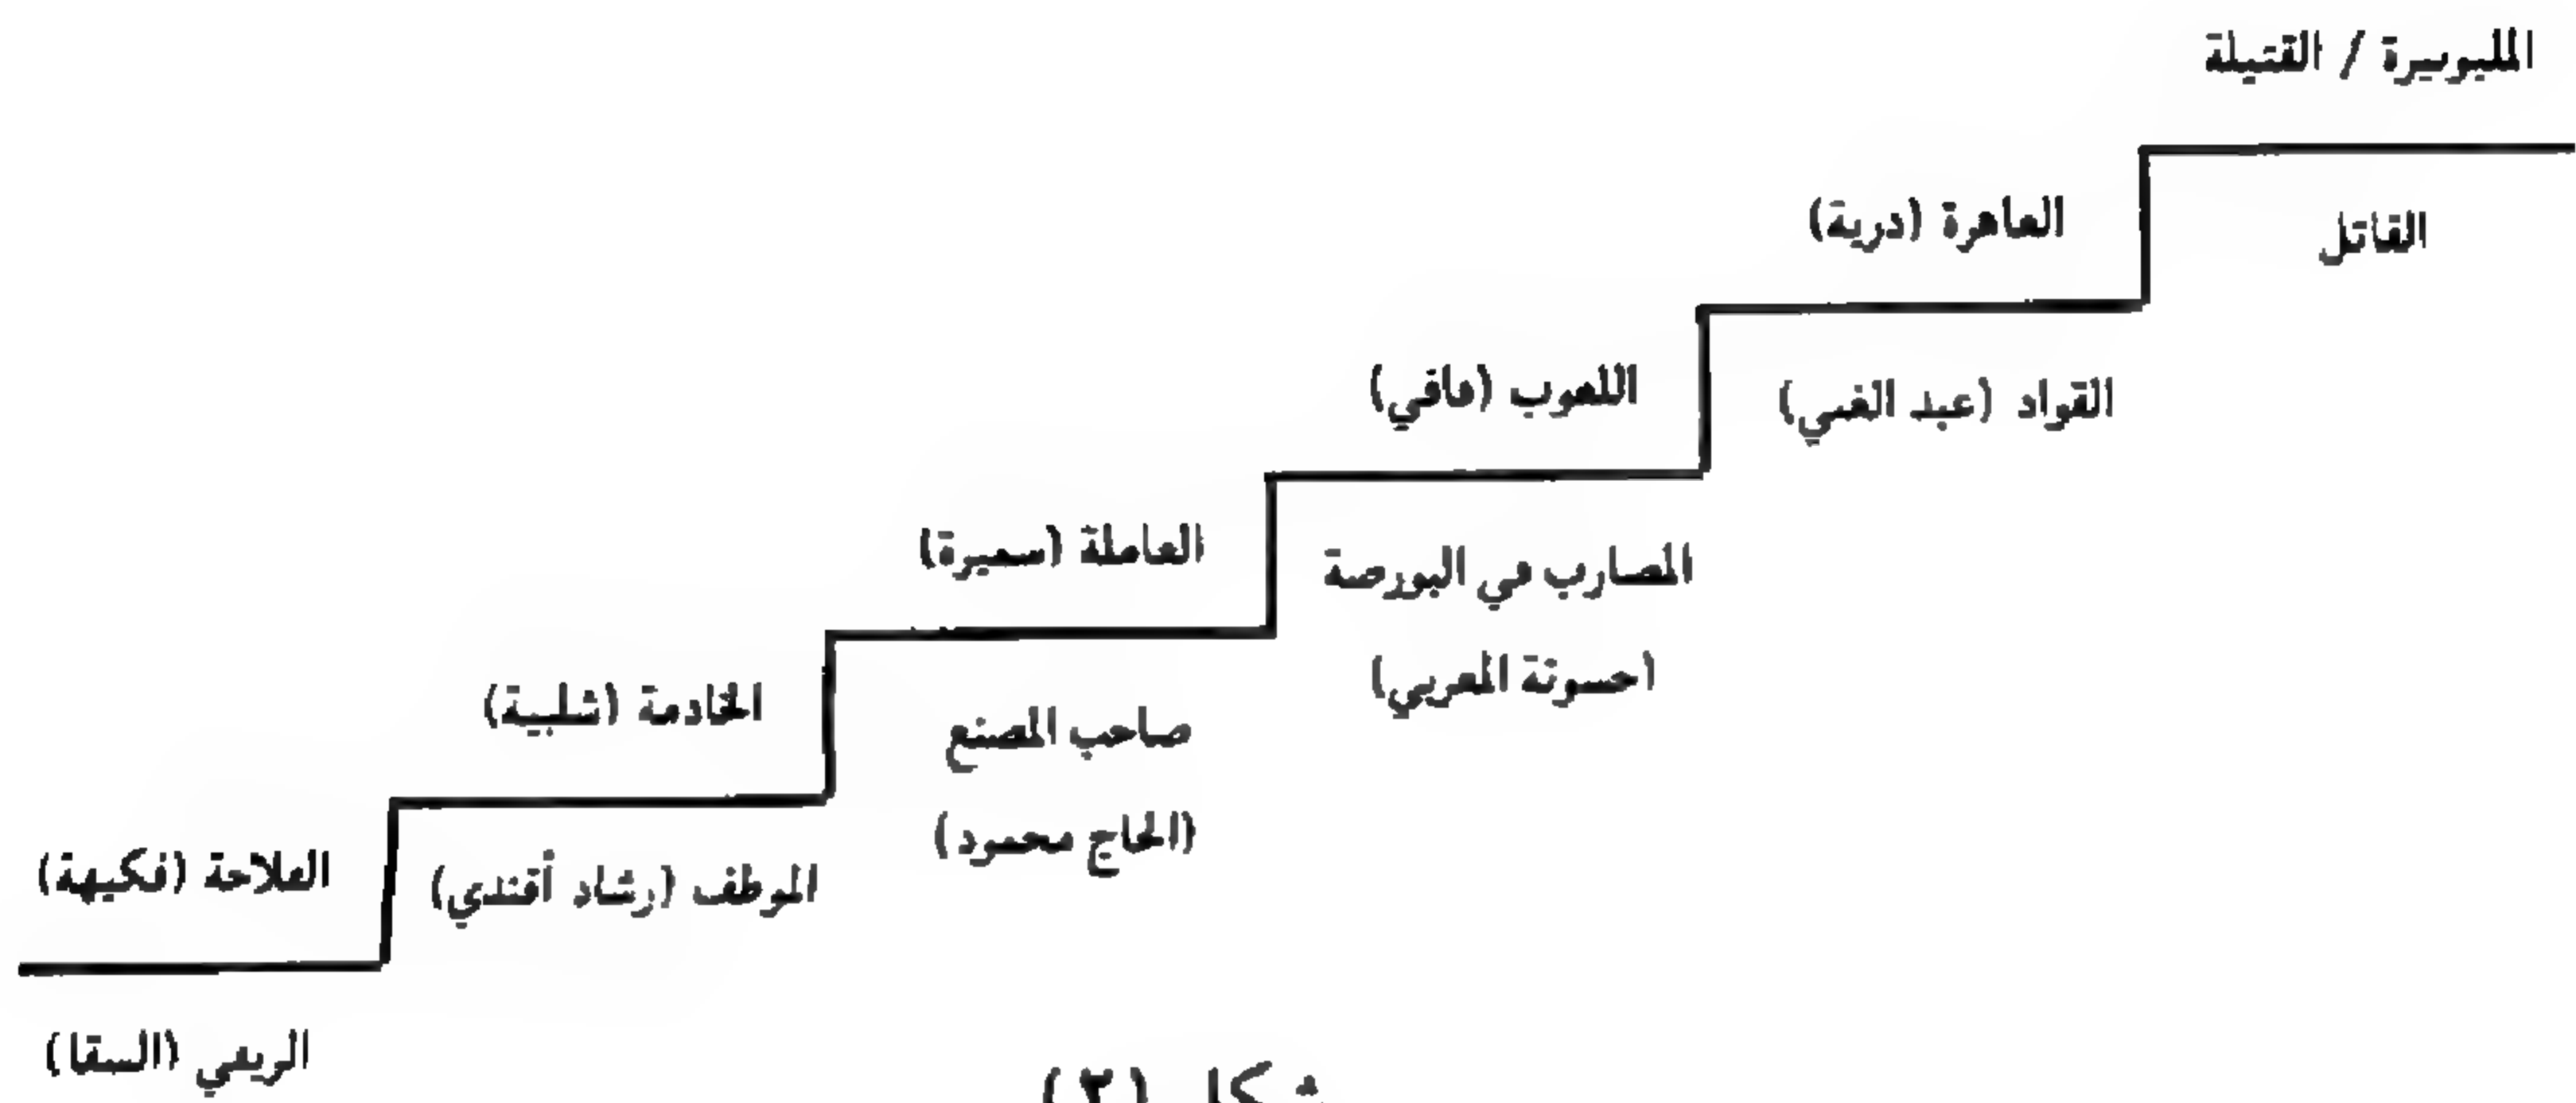 المليونيرة / القتيلة
القاتل
العاهرة (درية)
القواد (عبد الغني)
اللعوب (فافي)
المضارب في البورصة
(حسونة المغربي)
العاملة (سميرة)
صاحب المصنع
(الحاج محمود)
الخادمة (شلبية)
الموظف (رشاد أفندي)
الفلاحة (فكيهة)
الريفي (السقا)
شكل (٢)